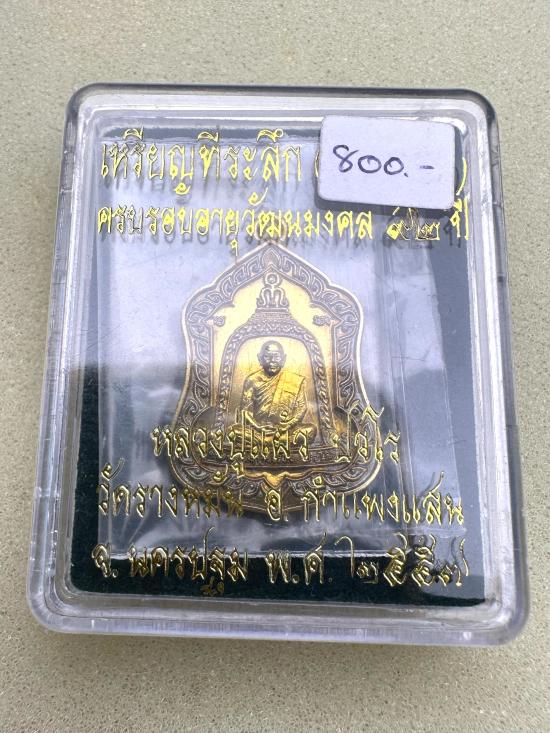 เหรียญที่ระลึก (
800.-
ครบรอบอายุวัฒนมงคล ๙๒ ปี
หลวงปู่แผ้ว ปวโร
วัดรางหมัน อ. กำแพงแสน
จ. นครปฐม พ.ศ. ๒๕๕๗